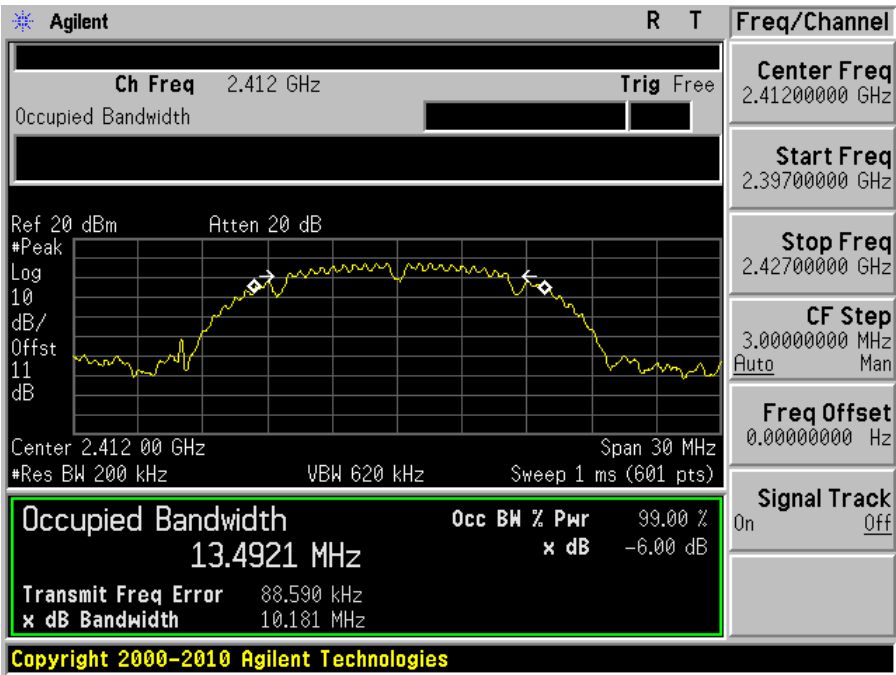 Agilent R T Freq/Channel
Ch Freq 2.412 GHz Trig Free
Occupied Bandwidth
Center Freq
2.41200000 GHz
Start Freq
2.39700000 GHz
Stop Freq
2.42700000 GHz
CF Step
3.00000000 MHz
Auto Man
Freq Offset
0.00000000 Hz
Signal Track
On Off
Ref 20 dBm Atten 20 dB
#Peak
Log
10
dB/
Offst
11
dB
Center 2.412 00 GHz Span 30 MHz
#Res BW 200 kHz VBW 620 kHz Sweep 1 ms (601 pts)
Occupied Bandwidth
13.4921 MHz
Occ BW % Pwr 99.00 %
x dB -6.00 dB
Transmit Freq Error 88.590 kHz
x dB Bandwidth 10.181 MHz
Copyright 2000-2010 Agilent Technologies